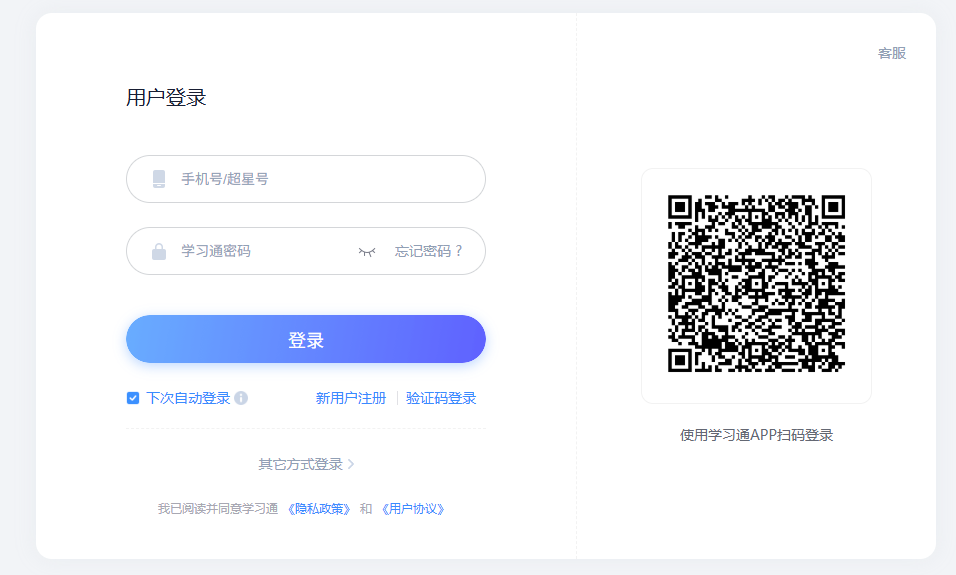 客服
用户登录
手机号/超星号
学习通密码 忘记密码？
登录
下次自动登录 新用户注册 验证码登录
使用学习通APP扫码登录
其它方式登录
我已阅读并同意学习通《隐私政策》和《用户协议》